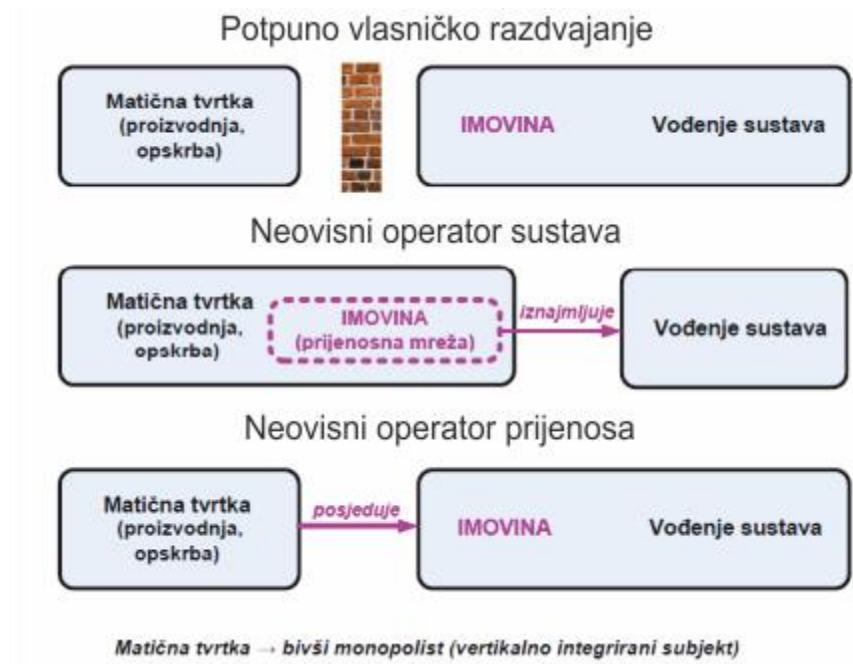 Potpuno vlasničko razdvajanje
Matična tvrtka
(proizvodnja,
opskrba)
IMOVINA
Vođenje sustava
Neovisni operator sustava
Matična tvrtka
(proizvodnja,
opskrba)
IMOVINA
(prijenosna mreža)
iznajmljuje
Vođenje sustava
Neovisni operator prijenosa
Matična tvrtka
(proizvodnja,
opskrba)
posjeduje
IMOVINA
Vođenje sustava
Matična tvrtka → bivši monopolist (vertikalno integrirani subjekt)